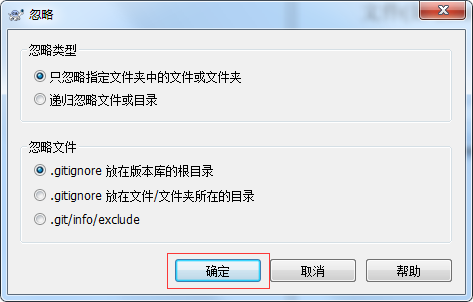 忽略
忽略类型
只忽略指定文件夹中的文件或文件夹
递归忽略文件或目录
忽略文件
.gitignore 放在版本库的根目录
.gitignore 放在文件/文件夹所在的目录
.git/info/exclude
确定 取消 帮助